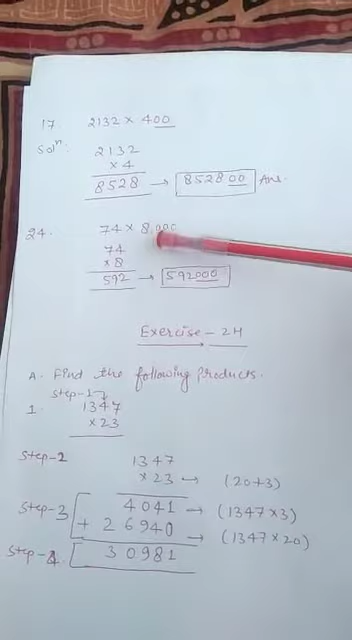 17. 2132 × 400
Solⁿ. 2132
× 4
8528 → 852800 Ans.
24. 74 × 8,000
74
× 8
592 → 592000
Exercise - 2H
A. Find the following products.
Step-1
1. 1347
× 23
Step-2 1347
× 23 → (20+3)
Step-3 4041 → (1347×3)
+ 26940 → (1347×20)
Step-4. 30981